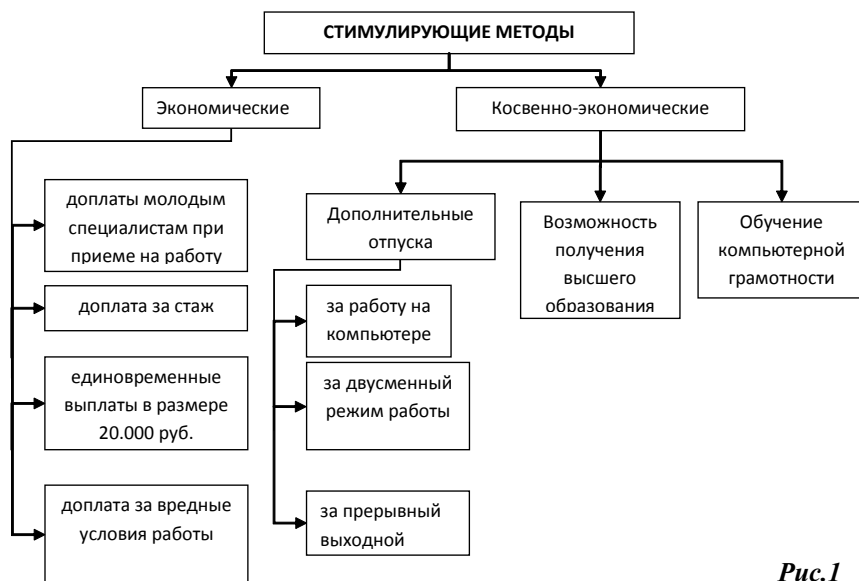 СТИМУЛИРУЮЩИЕ МЕТОДЫ
Экономические
Косвенно-экономические
доплаты молодым
специалистам при
приеме на работу
доплата за стаж
единовременные
выплаты в размере
20.000 руб.
доплата за вредные
условия работы
Дополнительные
отпуска
за работу на
компьютере
за двусменный
режим работы
за прерывный
выходной
Возможность
получения
высшего
образования
Обучение
компьютерной
грамотности
Рис.1